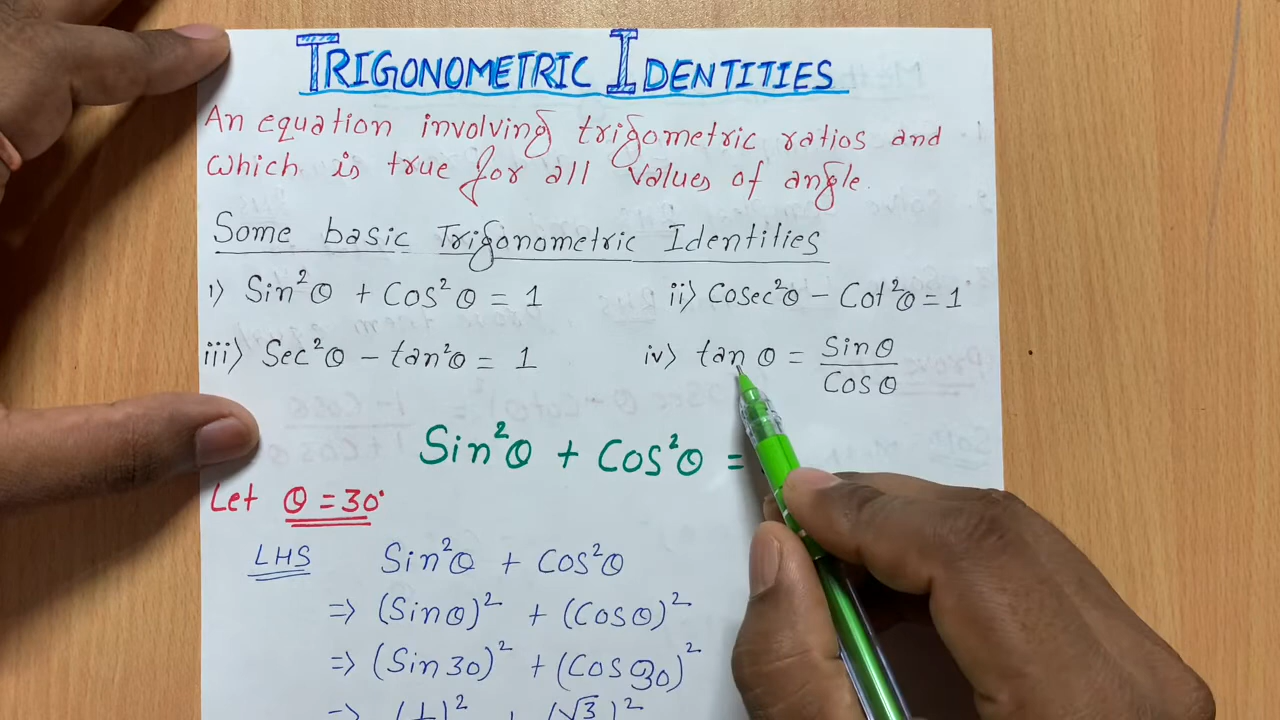 TRIGONOMETRIC IDENTITIES
An equation involving trigometric ratios and
which is true for all values of angle.
Some basic Trigonometric Identities
i) Sin²θ + Cos²θ = 1
ii) Cosec²θ - Cot²θ = 1
iii) Sec²θ - tan²θ = 1
iv) tan θ = Sinθ/Cosθ
Sin²θ + Cos²θ =
Let θ = 30°
LHS Sin²θ + Cos²θ
=> (Sinθ)² + (Cosθ)²
=> (Sin30)² + (Cos30)²